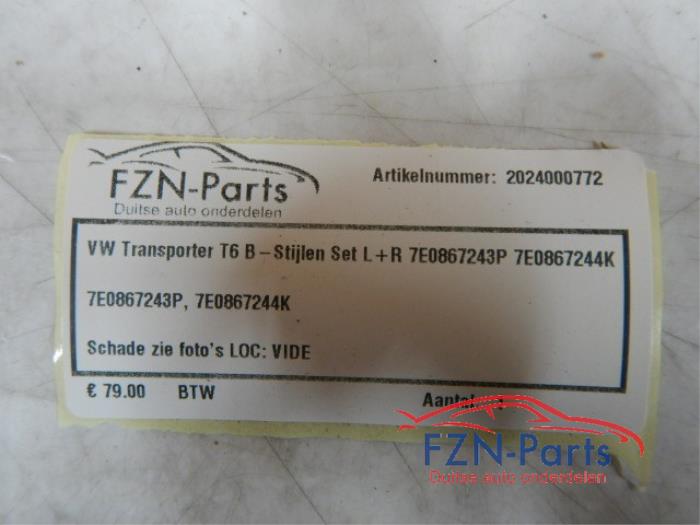 FZN-Parts
Duitse auto onderdelen
Artikelnummer: 2024000772
VW Transporter T6 B-Stijlen Set L+R 7E0867243P 7E0867244K
7E0867243P, 7E0867244K
Schade zie foto's LOC: VIDE
€ 79.00 BTW
FZN-Parts
Duitse auto onderdelen